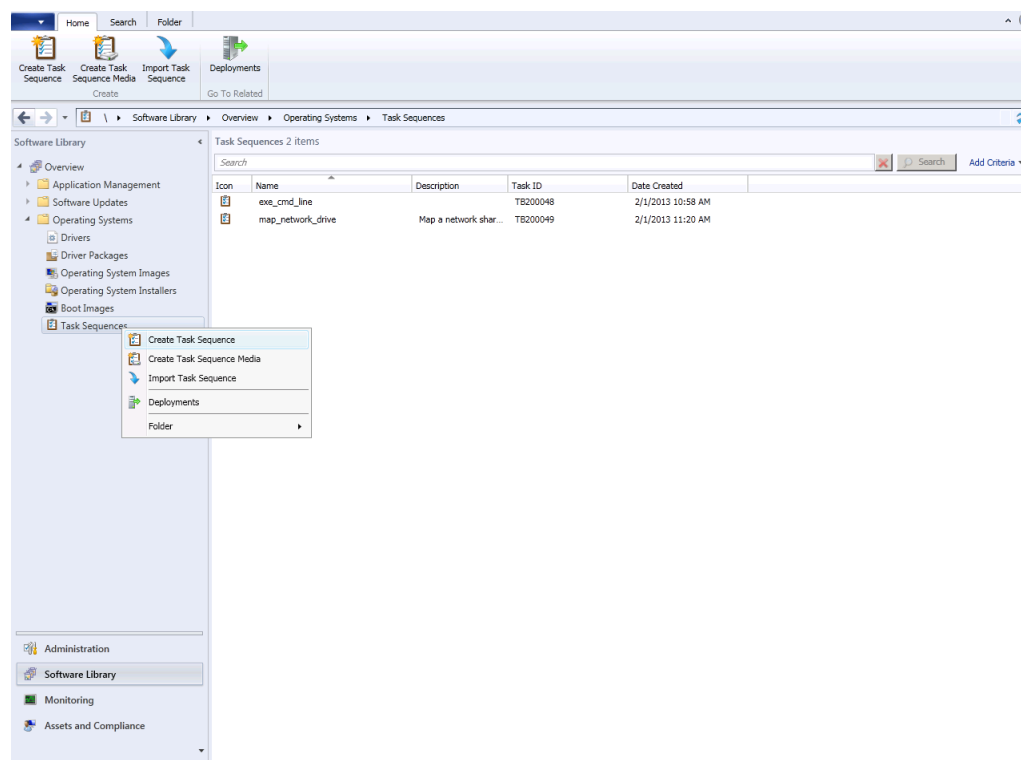 Home Search Folder
Create Task Sequence
Create Task Sequence Media
Import Task Sequence
Deployments
Create
Go To Related
\ Software Library Overview Operating Systems Task Sequences
Software Library
Task Sequences 2 items
Search
Search
Add Criteria
Overview
Application Management
Software Updates
Operating Systems
Drivers
Driver Packages
Operating System Images
Operating System Installers
Boot Images
Task Sequences
Icon Name Description Task ID Date Created
exe_cmd_line TB200048 2/1/2013 10:58 AM
map_network_drive Map a network shar... TB200049 2/1/2013 11:20 AM
Create Task Sequence
Create Task Sequence Media
Import Task Sequence
Deployments
Folder
Administration
Software Library
Monitoring
Assets and Compliance